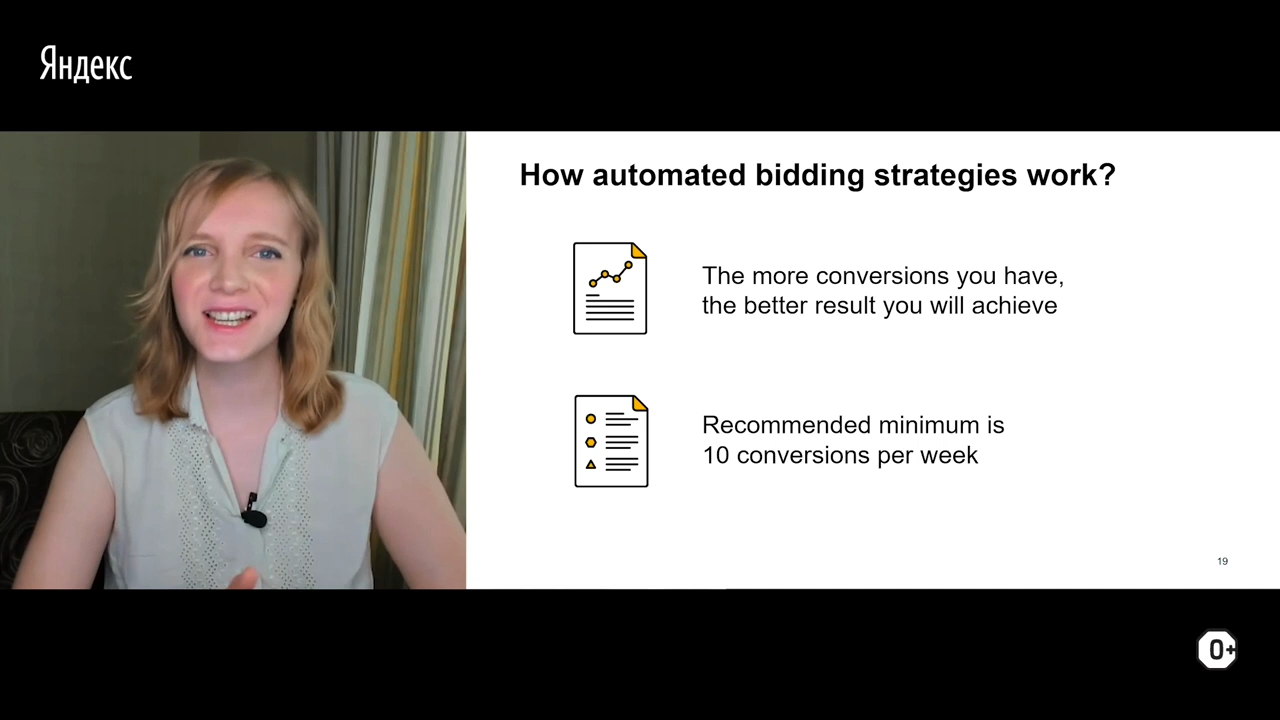 Яндекс
How automated bidding strategies work?
The more conversions you have,
the better result you will achieve
Recommended minimum is
10 conversions per week
19
0+